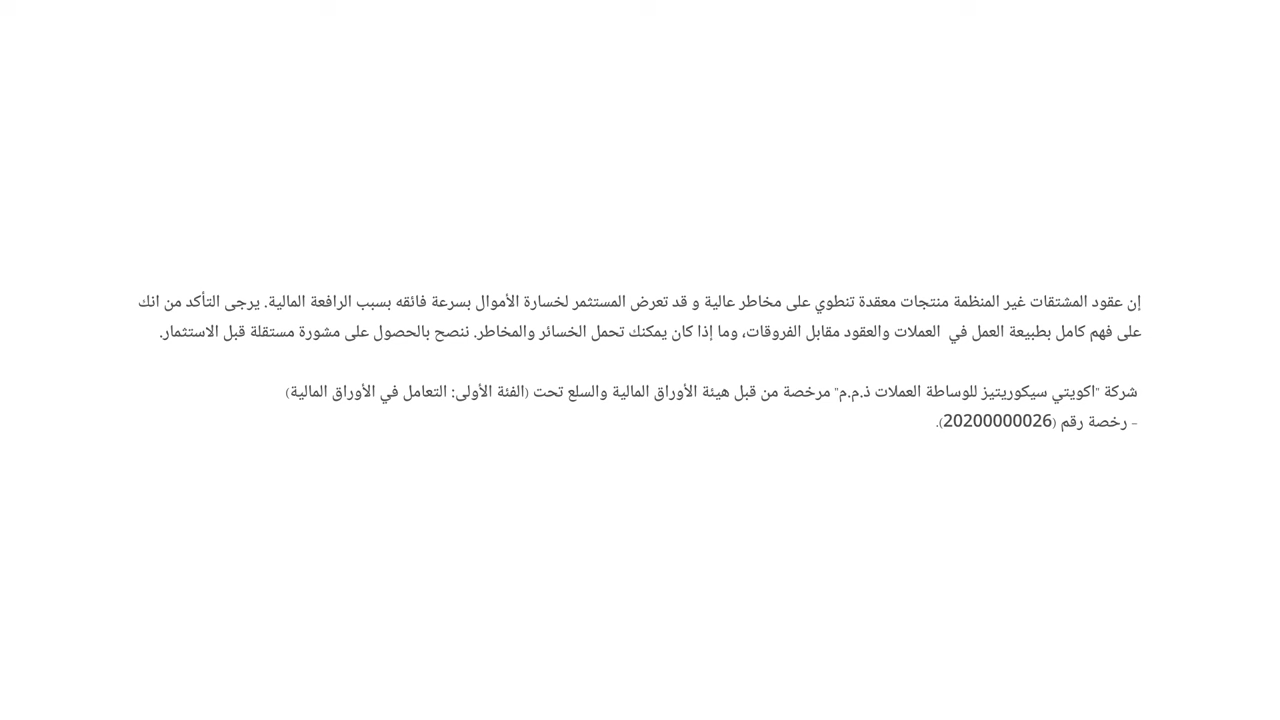 إن عقود المشتقات غير المنظمة منتجات معقدة تنطوي على مخاطر عالية و قد تعرض المستثمر لخسارة الأموال بسرعة فائقه بسبب الرافعة المالية. يرجى التأكد من انك
على فهم كامل بطبيعة العمل في العملات والعقود مقابل الفروقات، وما إذا كان يمكنك تحمل الخسائر والمخاطر. ننصح بالحصول على مشورة مستقلة قبل الاستثمار.
شركة "اكويتي سيكوريتيز للوساطة العملات ذ.م.م" مرخصة من قبل هيئة الأوراق المالية والسلع تحت (الفئة الأولى: التعامل في الأوراق المالية)
– رخصة رقم (20200000026).